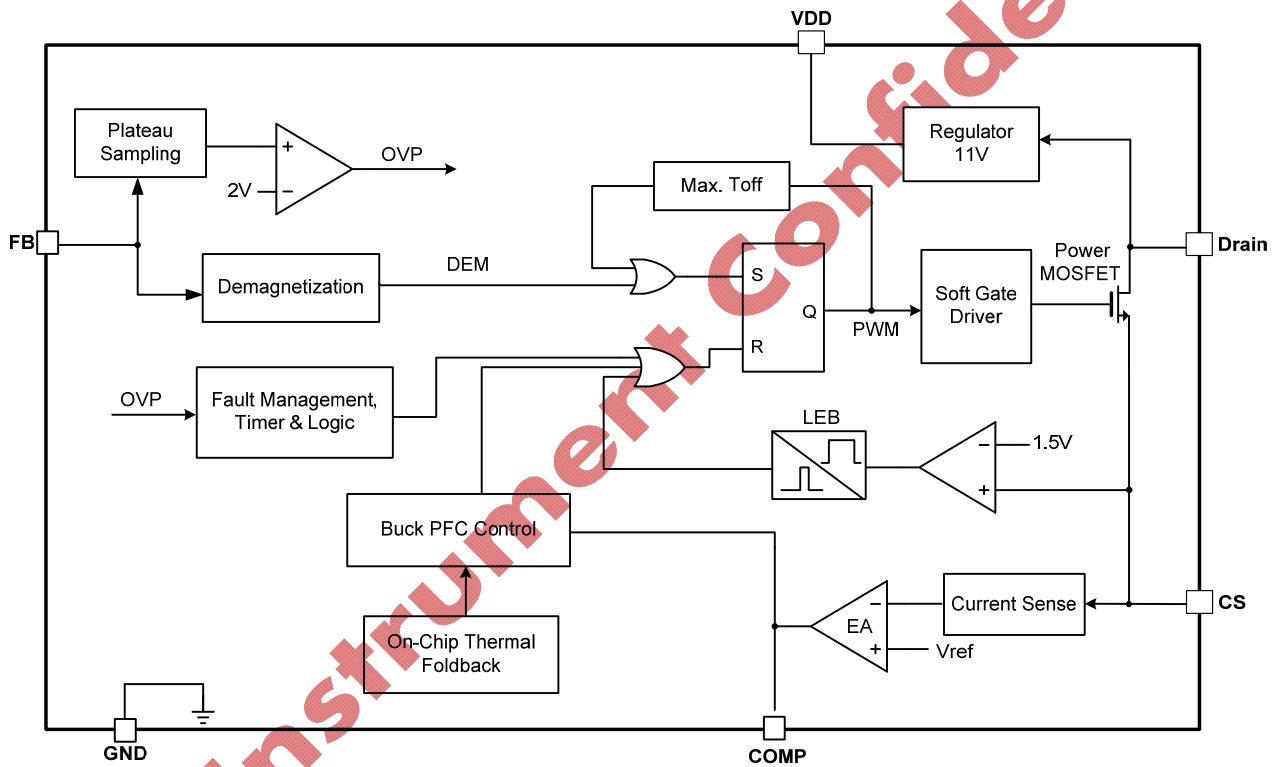 VDD
Plateau
Sampling
+
−
2V
OVP
Regulator
11V
Max. Toff
FB
Drain
Demagnetization
DEM
S
Q
R
PWM
Soft Gate
Driver
Power
MOSFET
OVP
Fault Management,
Timer & Logic
LEB
−
1.5V
+
Buck PFC Control
On-Chip Thermal
Foldback
EA
−
+
Vref
Current Sense
CS
GND
COMP
instrument Confide